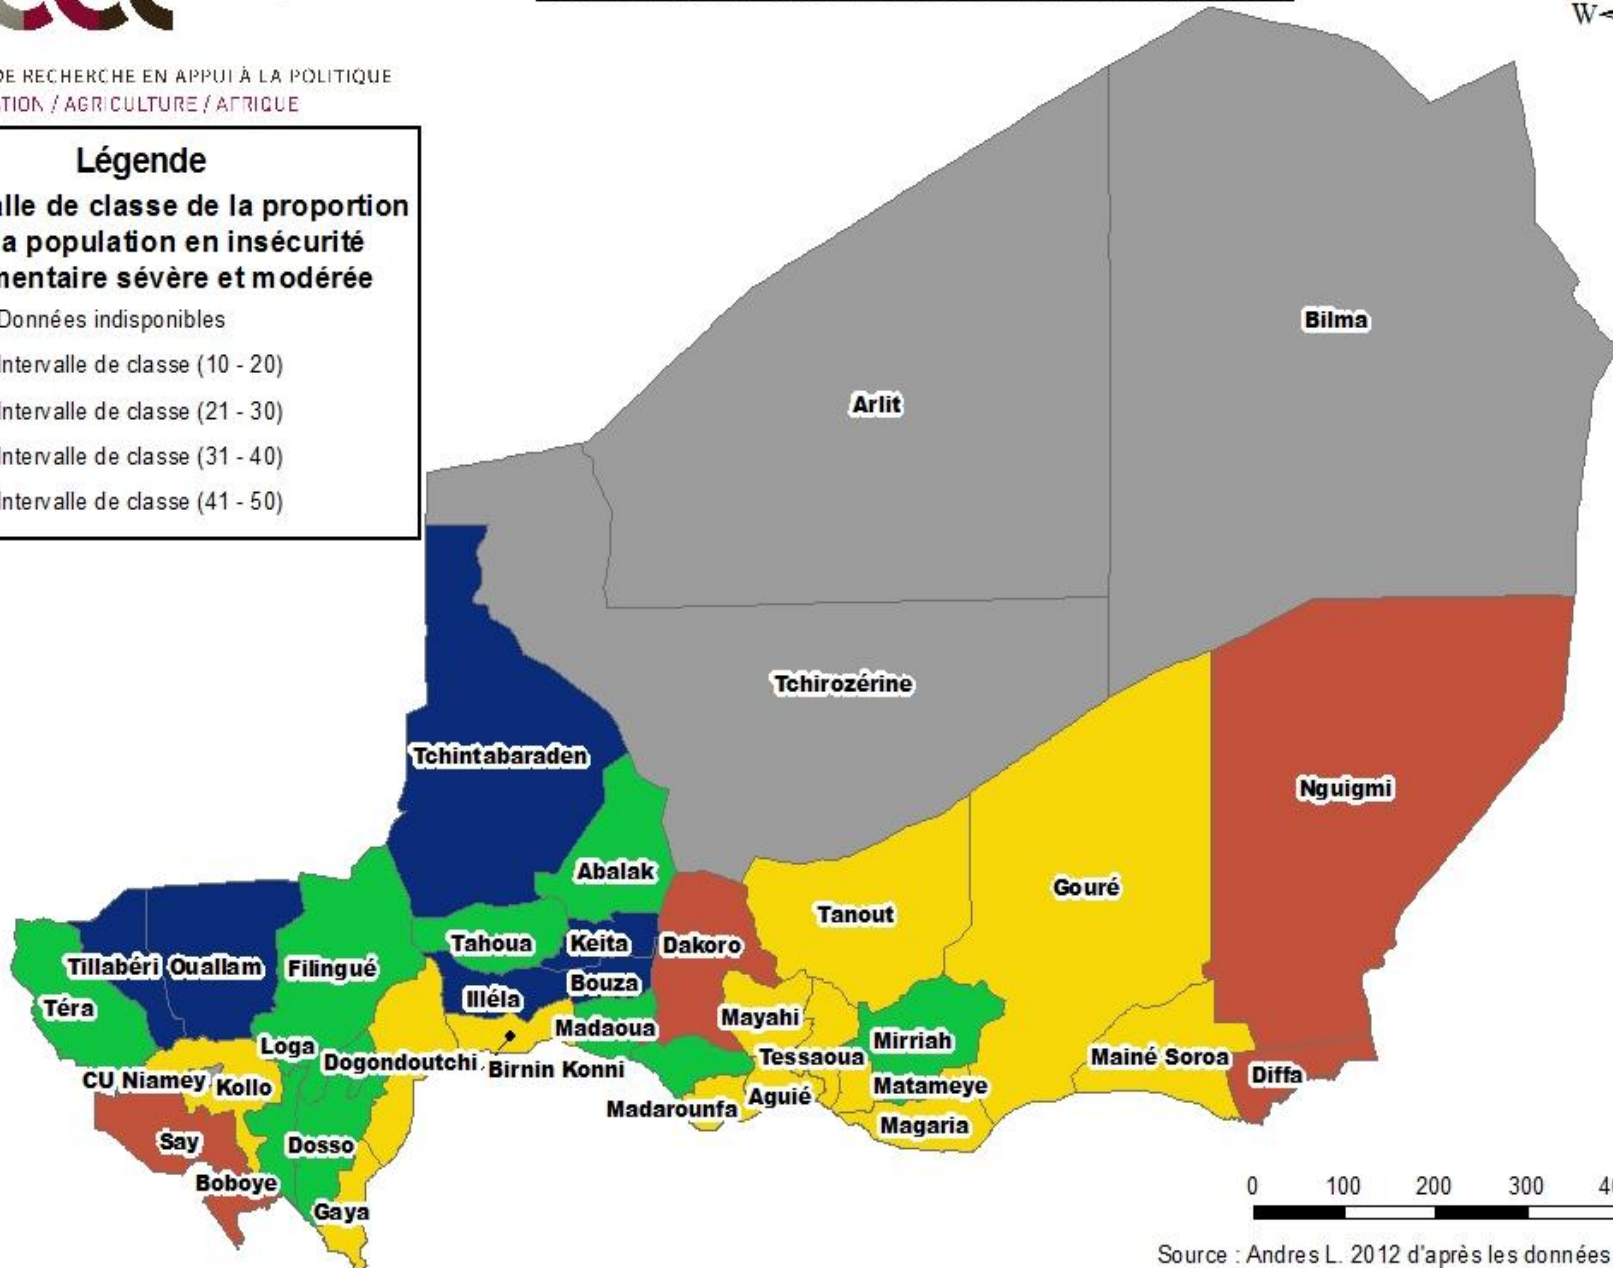 W
DE RECHERCHE EN APPUI À LA POLITIQUE
TION / AGRICULTURE / AFRIQUE
Légende
alle de classe de la proportion
a population en insécurité
mentaire sévère et modérée
Données indisponibles
Intervalle de classe (10 - 20)
Intervalle de classe (21 - 30)
Intervalle de classe (31 - 40)
Intervalle de classe (41 - 50)
Bilma
Arlit
Tchirozérine
Tchintabaraden
Nguigmi
Abalak
Gouré
Tanout
Tahoua
Keita
Dakoro
Tillabéri
Ouallam
Filingué
Bouza
Illéla
Téra
Mayahi
Madaoua
Mirriah
Loga
Dogondoutchi
Tessaoua
Mainé Soroa
Birnin Konni
Diffa
CU Niamey
Kollo
Matameye
Aguié
Madarounfa
Magaria
Say
Dosso
Boboye
Gaya
0 100 200 300 4
Source : Andres L. 2012 d'après les données